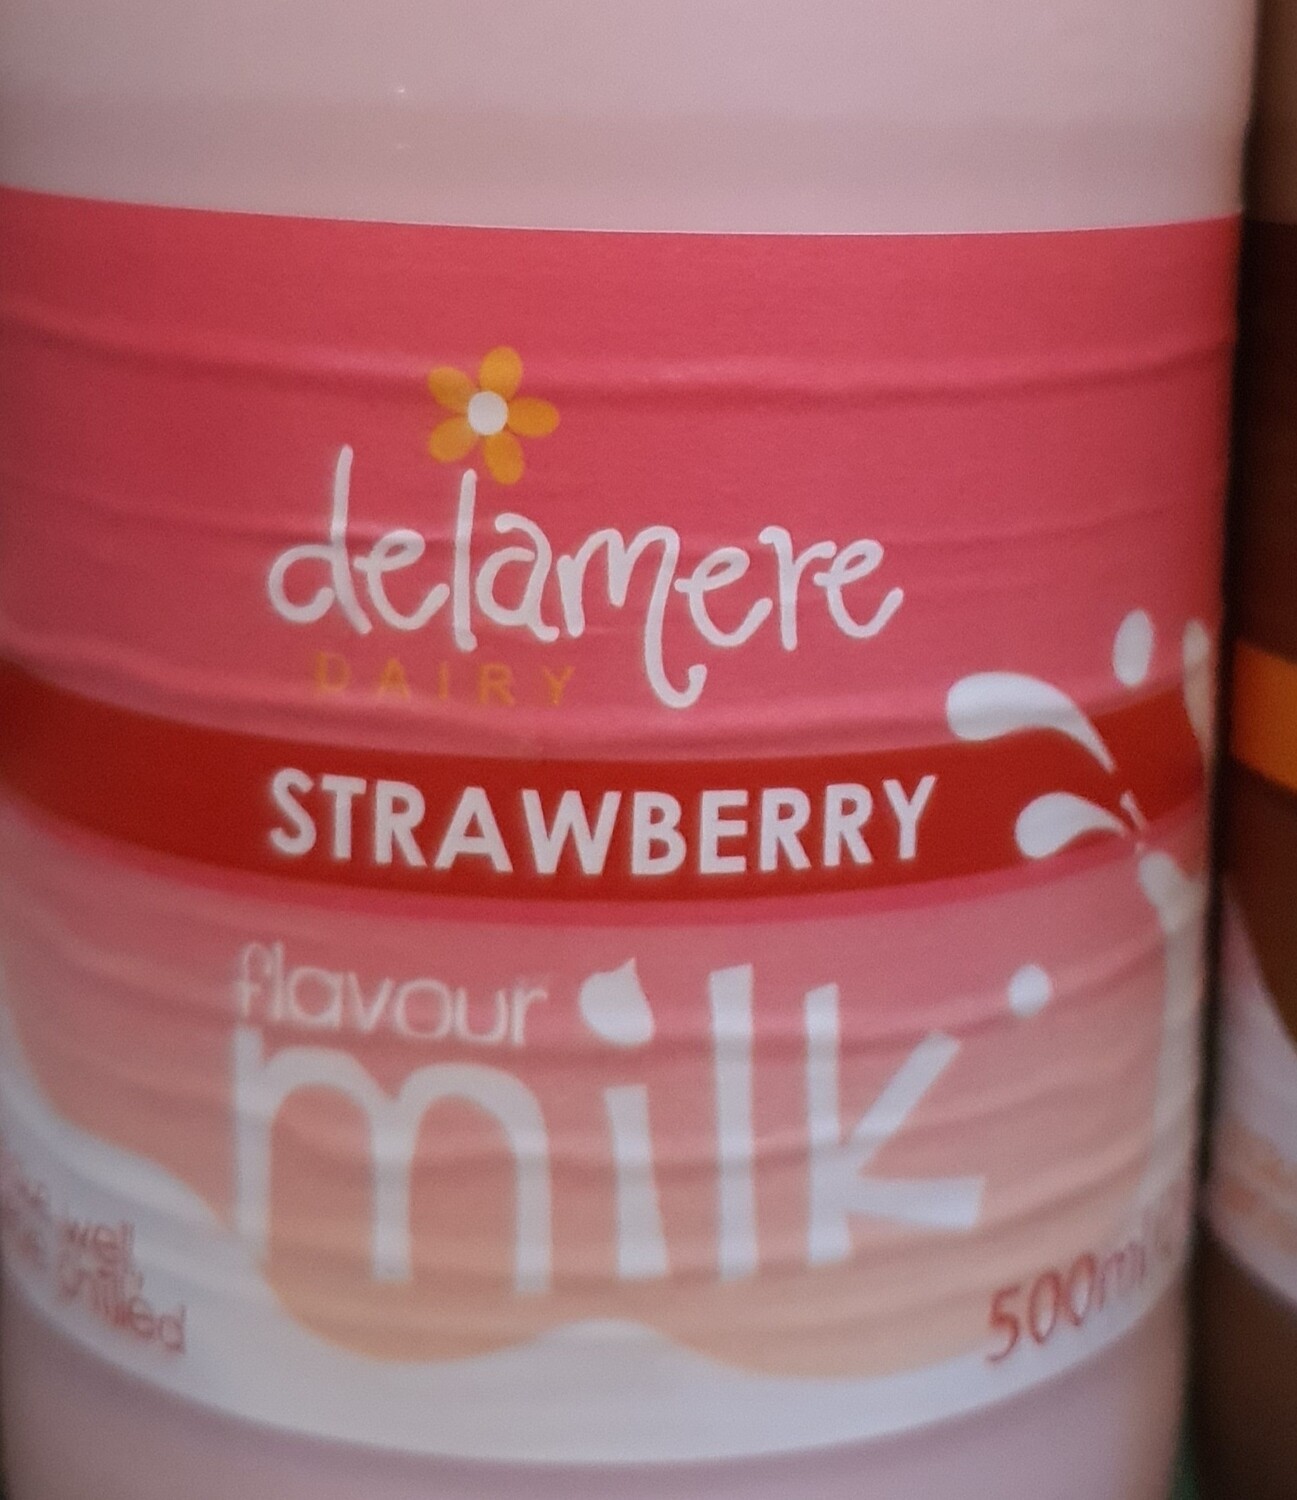 delamere
DAIRY
STRAWBERRY
flavour
milk
well
chilled
500ml